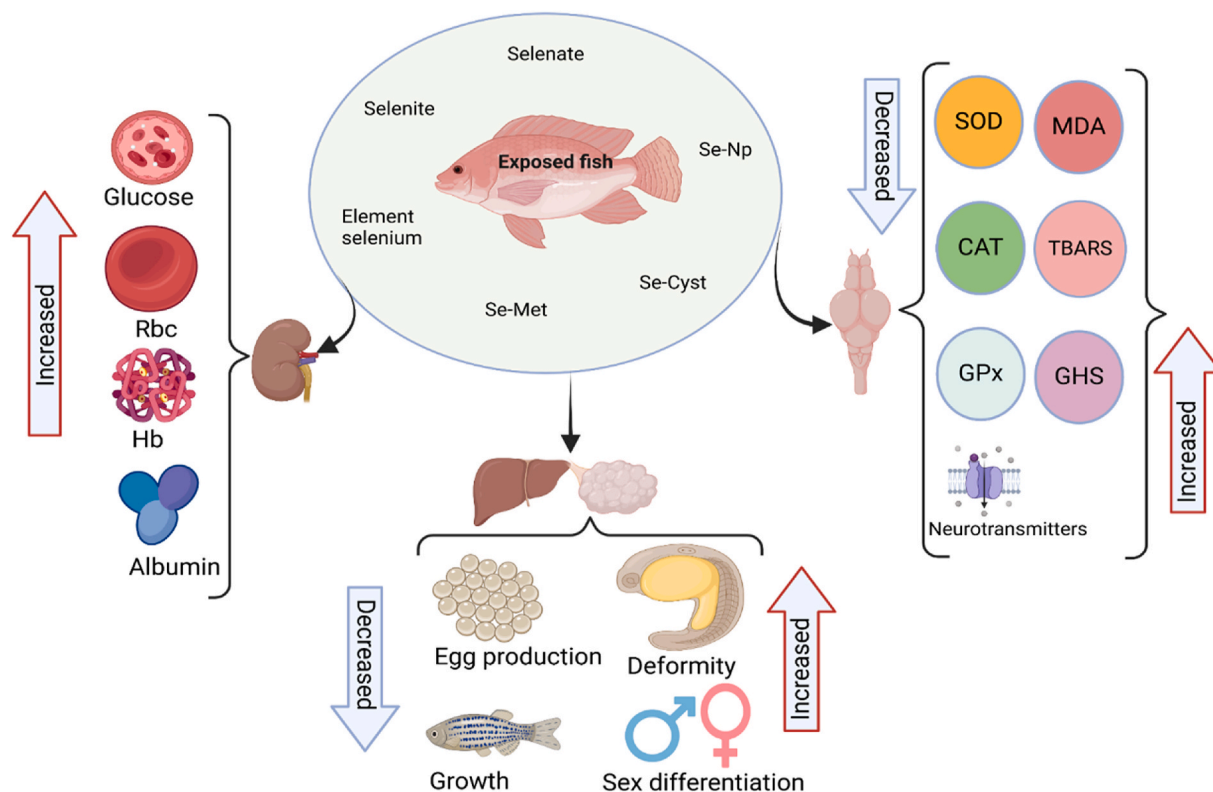 Selenate
Selenite
Se-Np
Exposed fish
Element
selenium
Se-Cyst
Se-Met
Increased
Glucose
Rbc
Hb
Albumin
Decreased
SOD
MDA
CAT
TBARS
GPx
GHS
Neurotransmitters
Increased
Decreased
Egg production
Deformity
Growth
Sex differentiation
Increased